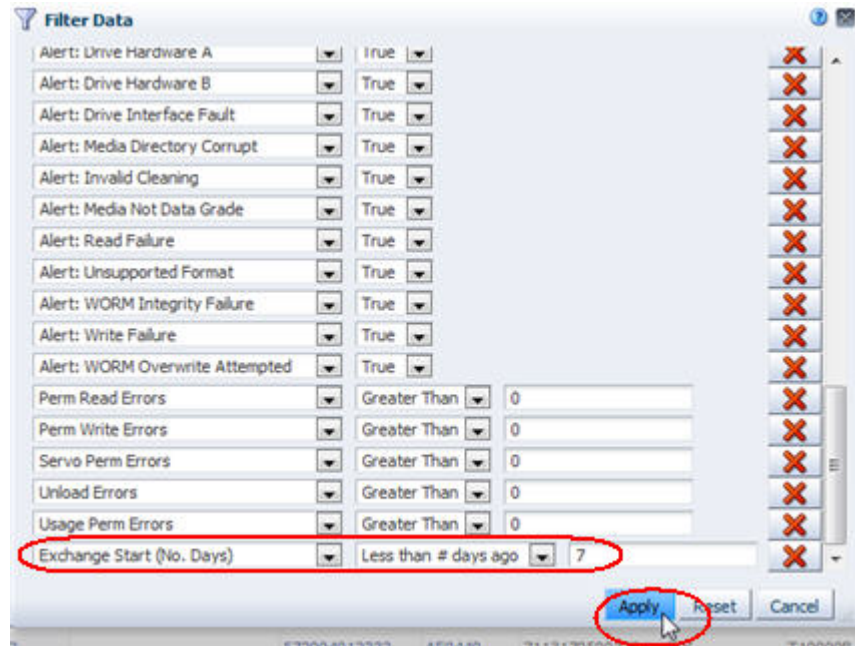 Filter Data
Alert: Drive Hardware A True
Alert: Drive Hardware B True
Alert: Drive Interface Fault True
Alert: Media Directory Corrupt True
Alert: Invalid Cleaning True
Alert: Media Not Data Grade True
Alert: Read Failure True
Alert: Unsupported Format True
Alert: WORM Integrity Failure True
Alert: Write Failure True
Alert: WORM Overwrite Attempted True
Perm Read Errors Greater Than 0
Perm Write Errors Greater Than 0
Servo Perm Errors Greater Than 0
Unload Errors Greater Than 0
Usage Perm Errors Greater Than 0
Exchange Start (No. Days) Less than # days ago 7
Apply Reset Cancel